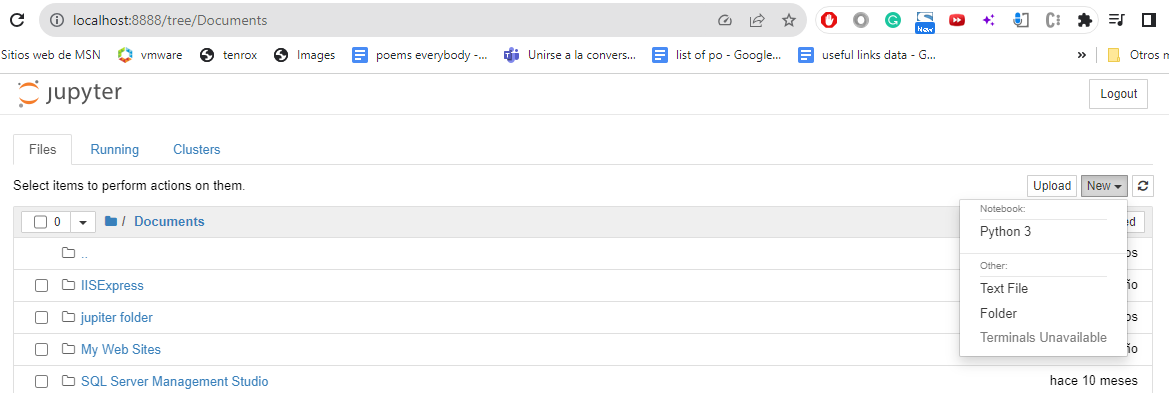 localhost:8888/tree/Documents
New
Sitios web de MSN vmware tenrox Images poems everybody -... Unirse a la convers... list of po - Google... useful links data - G... » Otros m
jupyter Logout
Files Running Clusters
Select items to perform actions on them. Upload New
0 / Documents ed
Notebook:
Python 3
.. os
Other:
IISExpress ño
Text File
jupiter folder os
Folder
Terminals Unavailable
My Web Sites ño
SQL Server Management Studio hace 10 meses